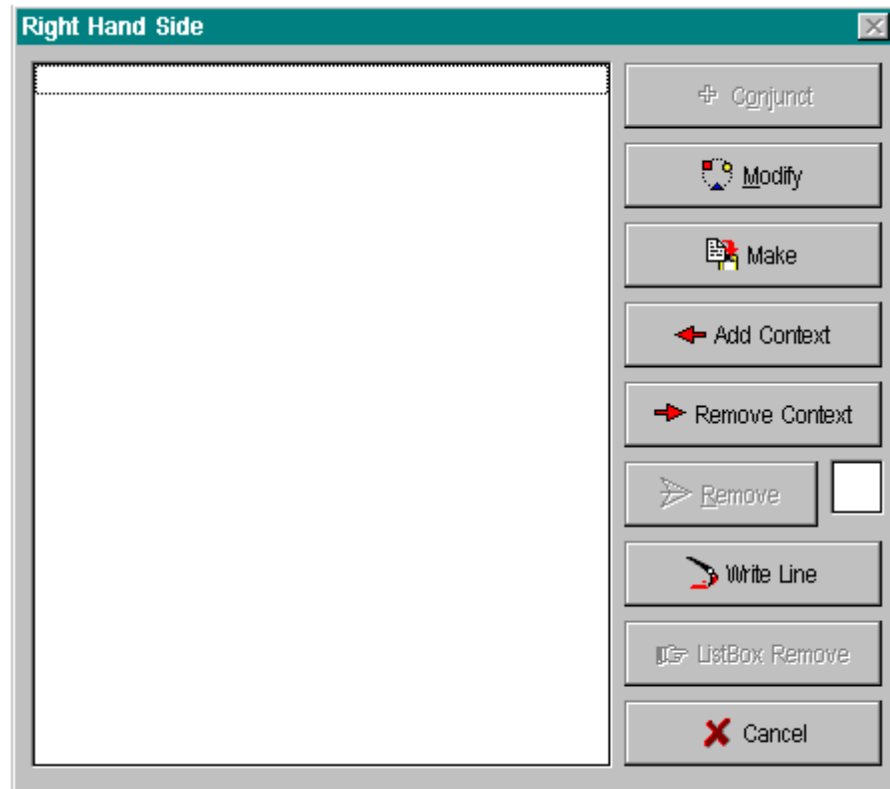 Right Hand Side
Conjunct
Modify
Make
Add Context
Remove Context
Remove
Write Line
ListBox Remove
Cancel